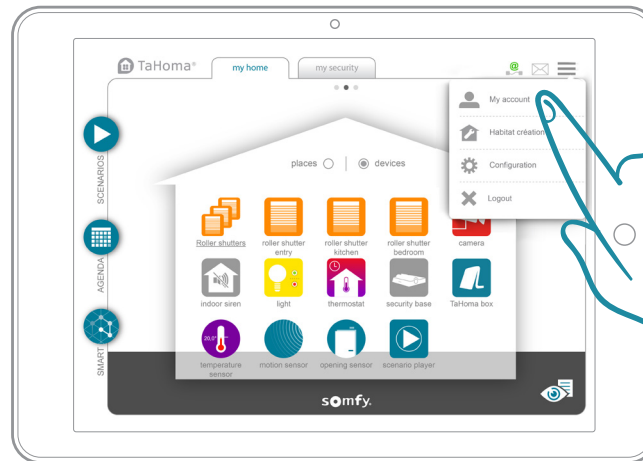 TaHoma®
my home
my security
@
My account
Habitat création
Configuration
Logout
SCENARIOS
AGENDA
SMART
places
devices
Roller shutters
roller shutter
entry
roller shutter
kitchen
roller shutter
bedroom
camera
indoor siren
light
thermostat
security base
TaHoma box
20,0°
temperature
sensor
motion sensor
opening sensor
scenario player
somfy.